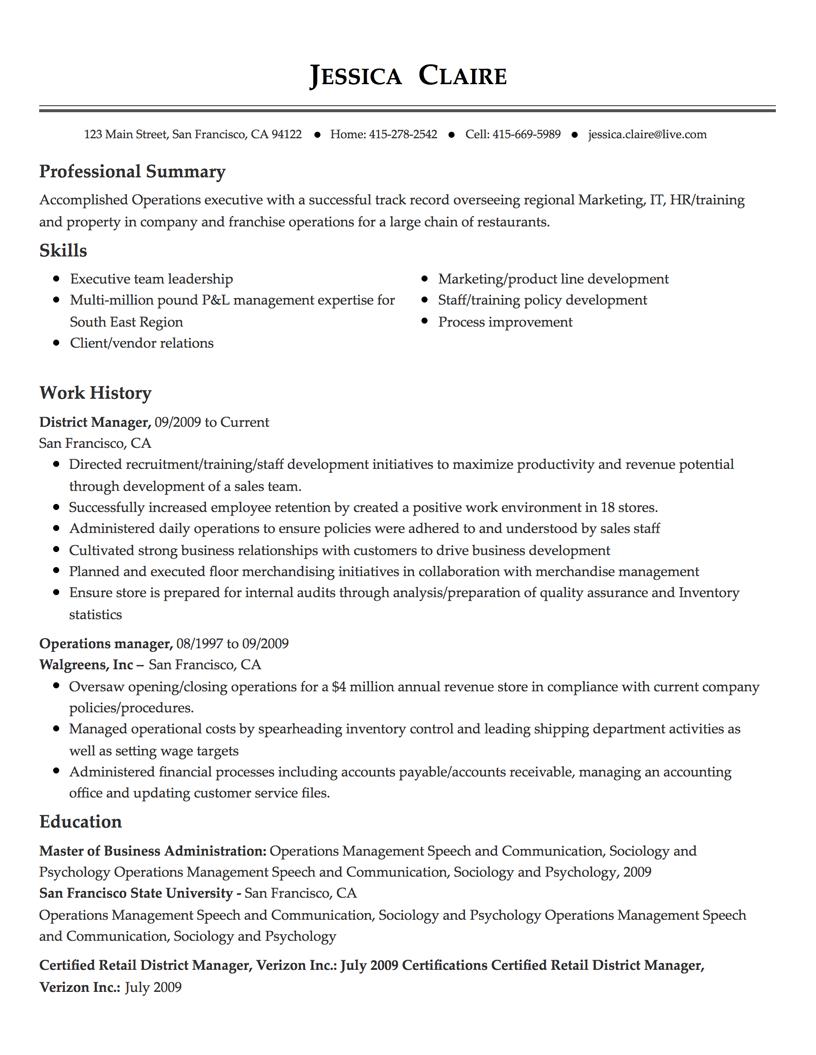 Jessica Claire
123 Main Street, San Francisco, CA 94122 ● Home: 415-278-2542 ● Cell: 415-669-5989 ● jessica.claire@live.com
Professional Summary
Accomplished Operations executive with a successful track record overseeing regional Marketing, IT, HR/training
and property in company and franchise operations for a large chain of restaurants.
Skills
● Executive team leadership
● Multi-million pound P&L management expertise for
South East Region
● Client/vendor relations
● Marketing/product line development
● Staff/training policy development
● Process improvement
Work History
District Manager, 09/2009 to Current
San Francisco, CA
● Directed recruitment/training/staff development initiatives to maximize productivity and revenue potential
through development of a sales team.
● Successfully increased employee retention by created a positive work environment in 18 stores.
● Administered daily operations to ensure policies were adhered to and understood by sales staff
● Cultivated strong business relationships with customers to drive business development
● Planned and executed floor merchandising initiatives in collaboration with merchandise management
● Ensure store is prepared for internal audits through analysis/preparation of quality assurance and Inventory
statistics
Operations manager, 08/1997 to 09/2009
Walgreens, Inc – San Francisco, CA
● Oversaw opening/closing operations for a $4 million annual revenue store in compliance with current company
policies/procedures.
● Managed operational costs by spearheading inventory control and leading shipping department activities as
well as setting wage targets
● Administered financial processes including accounts payable/accounts receivable, managing an accounting
office and updating customer service files.
Education
Master of Business Administration: Operations Management Speech and Communication, Sociology and
Psychology Operations Management Speech and Communication, Sociology and Psychology, 2009
San Francisco State University - San Francisco, CA
Operations Management Speech and Communication, Sociology and Psychology Operations Management Speech
and Communication, Sociology and Psychology
Certified Retail District Manager, Verizon Inc.: July 2009 Certifications Certified Retail District Manager,
Verizon Inc.: July 2009